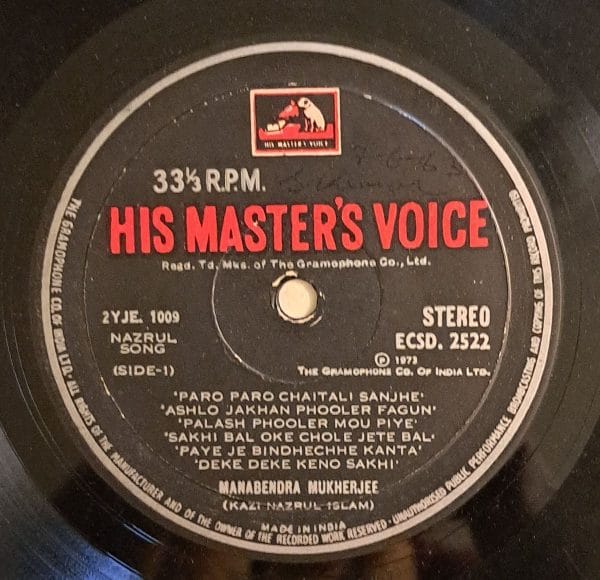 HIS MASTER'S VOICE
33⅓ R.P.M.
HIS MASTER'S VOICE
Regd. Td. Mks. of The Gramophone Co., Ltd.
2YJE. 1009
NAZRUL
SONG
(SIDE-1)
STEREO
ECSD. 2522
℗ 1973
THE GRAMOPHONE CO. OF INDIA LTD.
'PARO PARO CHAITALI SANJHE'
'ASHLO JAKHAN PHOOLER FAGUN'
'PALASH PHOOLER MOU PIYE'
'SAKHI BAL OKE CHOLE JETE BAL'
'PAYE JE BINDHECHHE KANTA'
'DEKE DEKE KENO SAKHI'
MANABENDRA MUKHERJEE
(KAZI NAZRUL ISLAM)
MADE IN INDIA
THE GRAMOPHONE CO. OF INDIA LTD. ALL RIGHTS OF THE MANUFACTURER AND OF THE OWNER OF THE RECORDED WORK RESERVED - UNAUTHORISED PUBLIC PERFORMANCE BROADCASTING AND COPYING OF THIS RECORD PROHIBITED